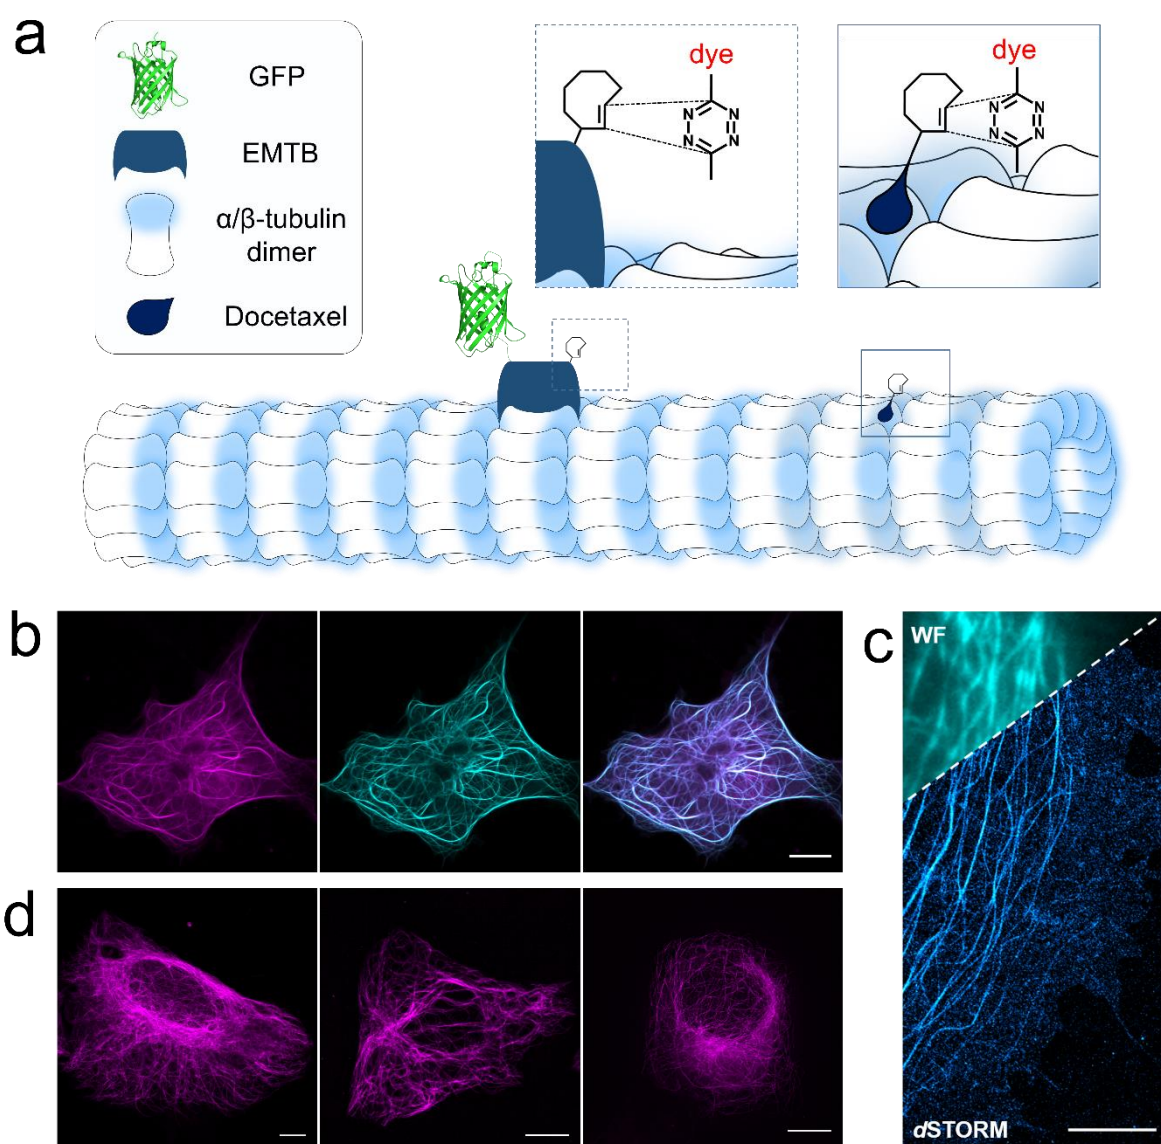 a
GFP
EMTB
α/β-tubulin
dimer
Docetaxel
dye
N N
N N
dye
N N
N N
b
c
WF
d
dSTORM